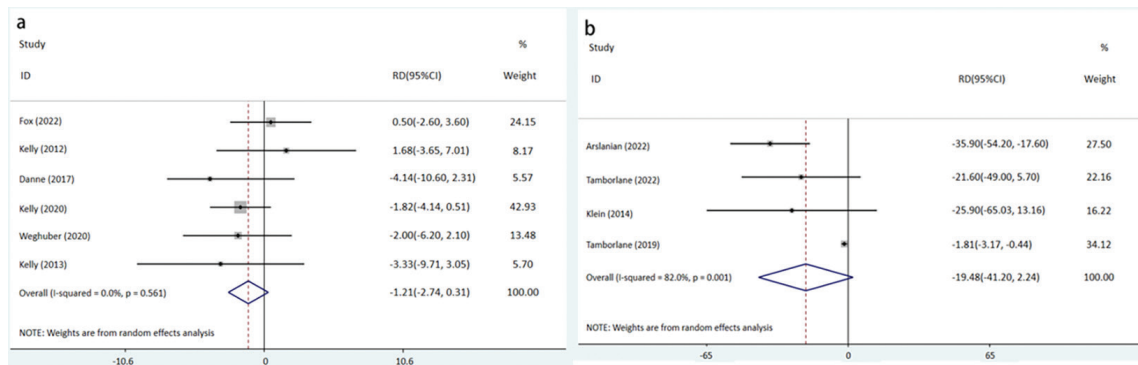 a
Study %
ID RD(95%CI) Weight
Fox (2022) 0.50(-2.60, 3.60) 24.15
Kelly (2012) 1.68(-3.65, 7.01) 8.17
Danne (2017) -4.14(-10.60, 2.31) 5.57
Kelly (2020) -1.82(-4.14, 0.51) 42.93
Weghuber (2020) -2.00(-6.20, 2.10) 13.48
Kelly (2013) -3.33(-9.71, 3.05) 5.70
Overall (I-squared = 0.0%, p = 0.561) -1.21(-2.74, 0.31) 100.00
NOTE: Weights are from random effects analysis
-10.6 0 10.6
b
Study %
ID RD(95%CI) Weight
Arslanian (2022) -35.90(-54.20, -17.60) 27.50
Tamborlane (2022) -21.60(-49.00, 5.70) 22.16
Klein (2014) -25.90(-65.03, 13.16) 16.22
Tamborlane (2019) -1.81(-3.17, -0.44) 34.12
Overall (I-squared = 82.0%, p = 0.001) -19.48(-41.20, 2.24) 100.00
NOTE: Weights are from random effects analysis
-65 0 65